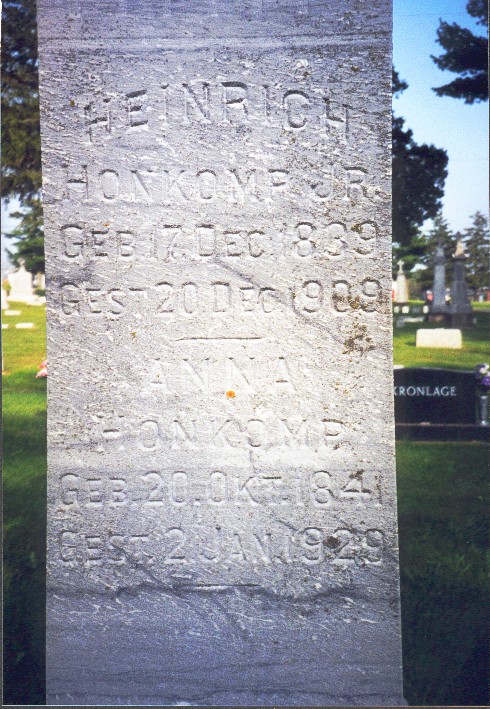 HEINRICH
HONKOMP JR.
GEB. 17. DEC. 1839
GEST. 20 DEC. 1909
ANNA
HONKOMP
GEB. 20. OKT. 1841
GEST. 2. JAN. 1929
KRONLAGE